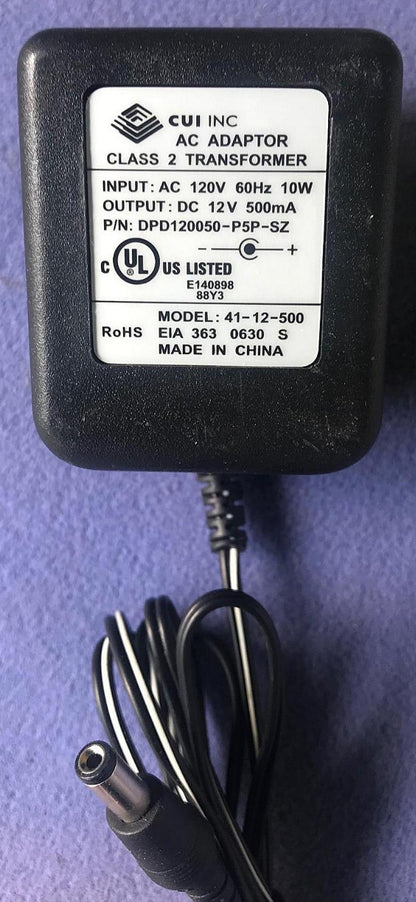 CUI INC
AC ADAPTOR
CLASS 2 TRANSFORMER
INPUT: AC 120V 60Hz 10W
OUTPUT: DC 12V 500mA
P/N: DPD120050-P5P-SZ
- +
C UL US LISTED
E140898
88Y3
MODEL: 41-12-500
RoHS EIA 363 0630 S
MADE IN CHINA